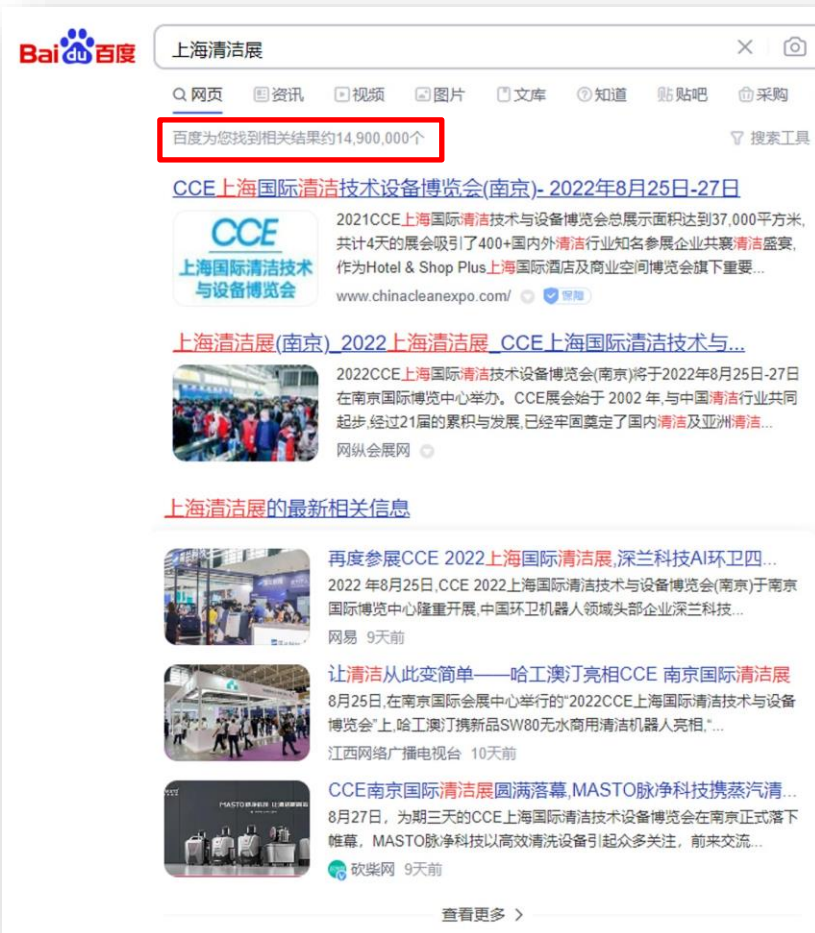 Bai du 百度
上海清洁展
网页 资讯 视频 图片 文库 知道 贴吧 采购
百度为您找到相关结果约14,900,000个 搜索工具
CCE上海国际清洁技术设备博览会(南京)- 2022年8月25日-27日
CCE
上海国际清洁技术
与设备博览会
2021CCE上海国际清洁技术与设备博览会总展示面积达到37,000平方米,
共计4天的展会吸引了400+国内外清洁行业知名参展企业共襄清洁盛宴,
作为Hotel & Shop Plus上海国际酒店及商业空间博览会旗下重要...
www.chinacleanexpo.com/ 保障
上海清洁展(南京)_2022上海清洁展_CCE上海国际清洁技术与...
2022CCE上海国际清洁技术设备博览会(南京)将于2022年8月25日-27日
在南京国际博览中心举办。CCE展会始于 2002 年,与中国清洁行业共同
起步,经过21届的累积与发展,已经牢固奠定了国内清洁及亚洲清洁...
网纵会展网
上海清洁展的最新相关信息
再度参展CCE 2022上海国际清洁展,深兰科技AI环卫四...
2022 年8月25日,CCE 2022上海国际清洁技术与设备博览会(南京)于南京
国际博览中心隆重开展,中国环卫机器人领域头部企业深兰科技...
网易 9天前
让清洁从此变简单——哈工澳汀亮相CCE 南京国际清洁展
8月25日,在南京国际会展中心举行的“2022CCE上海国际清洁技术与设备
博览会”上,哈工澳汀携新品SW80无水商用清洁机器人亮相,“...
江西网络广播电视台 10天前
CCE南京国际清洁展圆满落幕,MASTO脉净科技携蒸汽清...
MASTO脉净科技
8月27日，为期三天的CCE上海国际清洁技术设备博览会在南京正式落下
帷幕，MASTO脉净科技以高效清洗设备引起众多关注，前来交流...
砍柴网 9天前
查看更多